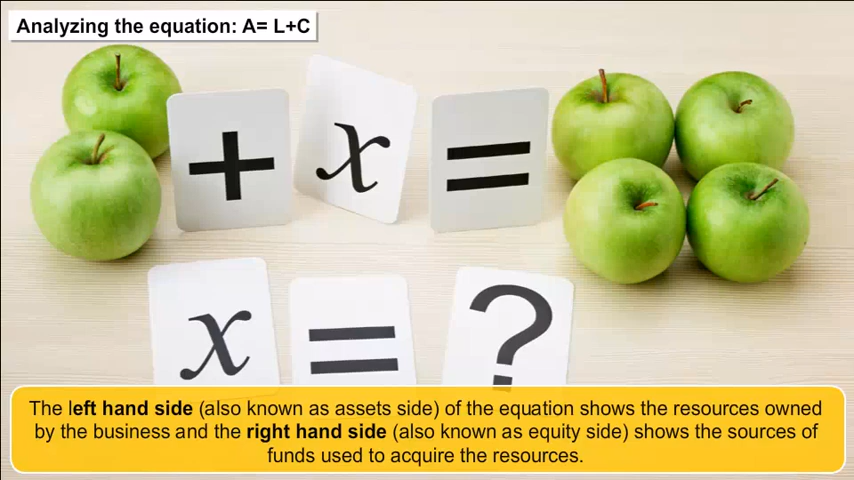 Analyzing the equation: A= L+C
+ x =
x = ?
The left hand side (also known as assets side) of the equation shows the resources owned
by the business and the right hand side (also known as equity side) shows the sources of
funds used to acquire the resources.